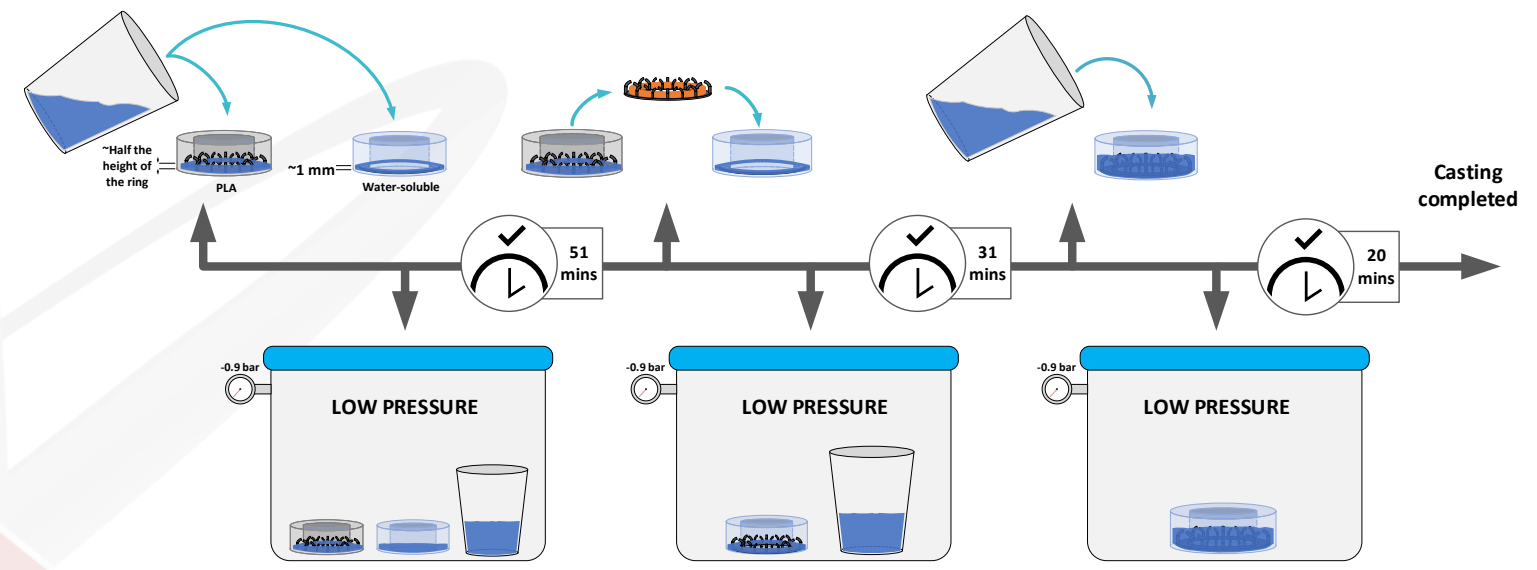 ~Half the
height of
the ring
PLA
~1 mm
Water-soluble
Casting
completed
51
mins
31
mins
20
mins
-0.9 bar
LOW PRESSURE
-0.9 bar
LOW PRESSURE
-0.9 bar
LOW PRESSURE